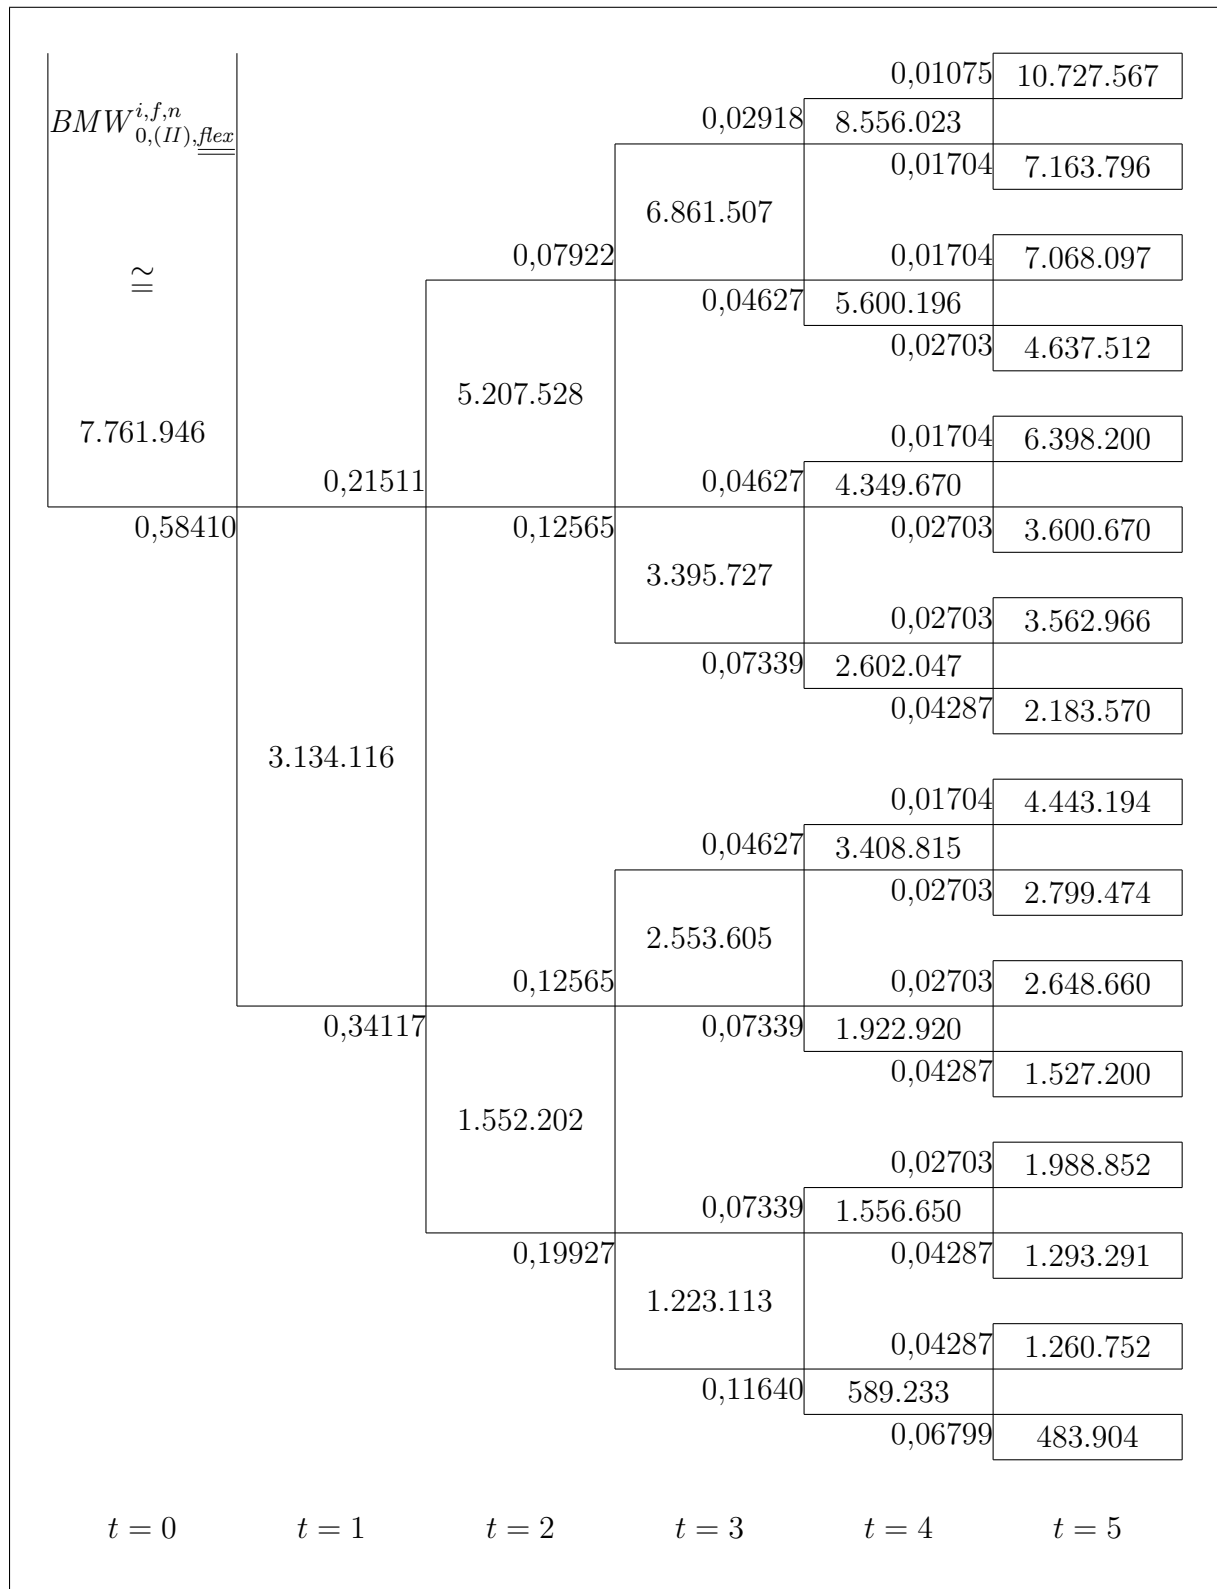 0,01075 10.727.567
BMW^{i,f,n}_{0,(II),flex} 0,02918 8.556.023
0,01704 7.163.796
6.861.507
≃ 0,07922 0,01704 7.068.097
= 0,04627 5.600.196
0,02703 4.637.512
5.207.528
7.761.946 0,01704 6.398.200
0,21511 0,04627 4.349.670
0,58410 0,12565 0,02703 3.600.670
3.395.727
0,02703 3.562.966
0,07339 2.602.047
0,04287 2.183.570
3.134.116
0,01704 4.443.194
0,04627 3.408.815
0,02703 2.799.474
2.553.605
0,12565 0,02703 2.648.660
0,34117 0,07339 1.922.920
0,04287 1.527.200
1.552.202
0,02703 1.988.852
0,07339 1.556.650
0,19927 0,04287 1.293.291
1.223.113
0,04287 1.260.752
0,11640 589.233
0,06799 483.904
t = 0 t = 1 t = 2 t = 3 t = 4 t = 5